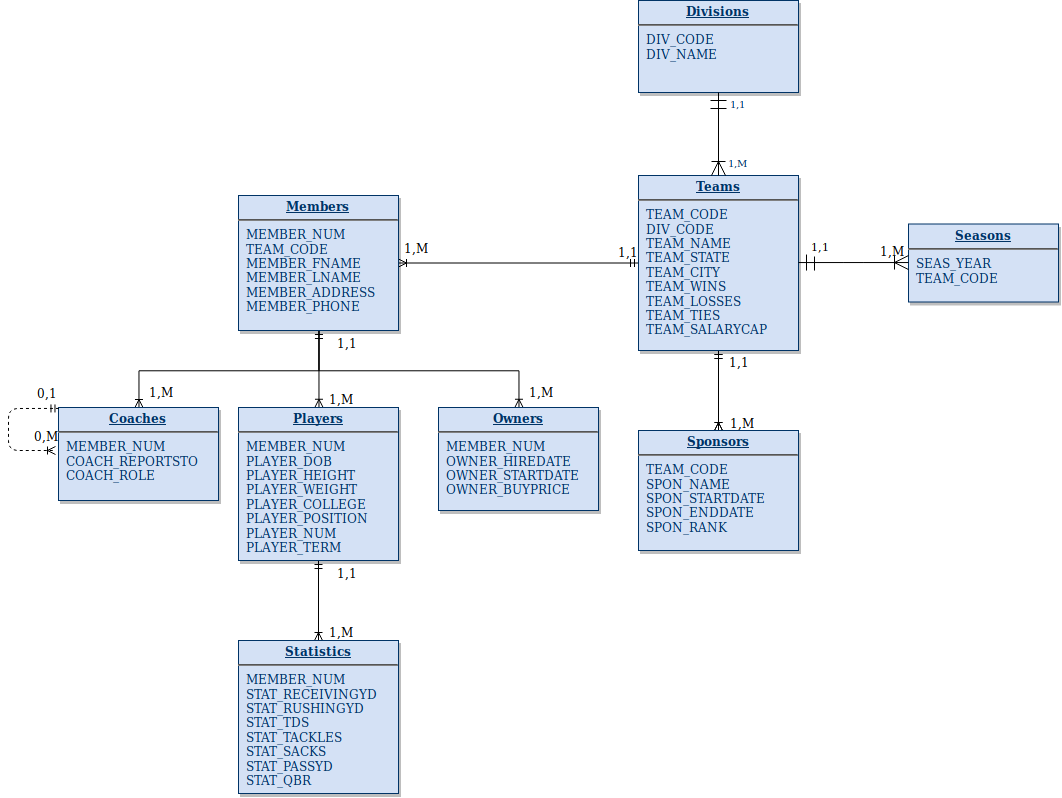 Divisions
DIV_CODE
DIV_NAME
1,1
1,M
Teams
TEAM_CODE
DIV_CODE
TEAM_NAME
TEAM_STATE
TEAM_CITY
TEAM_WINS
TEAM_LOSSES
TEAM_TIES
TEAM_SALARYCAP
Members
MEMBER_NUM
TEAM_CODE
MEMBER_FNAME
MEMBER_LNAME
MEMBER_ADDRESS
MEMBER_PHONE
1,M
1,1
1,1
1,M
Seasons
SEAS_YEAR
TEAM_CODE
1,1
1,1
0,1
1,M
1,M
1,M
1,M
0,M
Coaches
MEMBER_NUM
COACH_REPORTSTO
COACH_ROLE
Players
MEMBER_NUM
PLAYER_DOB
PLAYER_HEIGHT
PLAYER_WEIGHT
PLAYER_COLLEGE
PLAYER_POSITION
PLAYER_NUM
PLAYER_TERM
Owners
MEMBER_NUM
OWNER_HIREDATE
OWNER_STARTDATE
OWNER_BUYPRICE
Sponsors
TEAM_CODE
SPON_NAME
SPON_STARTDATE
SPON_ENDDATE
SPON_RANK
1,1
1,M
Statistics
MEMBER_NUM
STAT_RECEIVINGYD
STAT_RUSHINGYD
STAT_TDS
STAT_TACKLES
STAT_SACKS
STAT_PASSYD
STAT_QBR